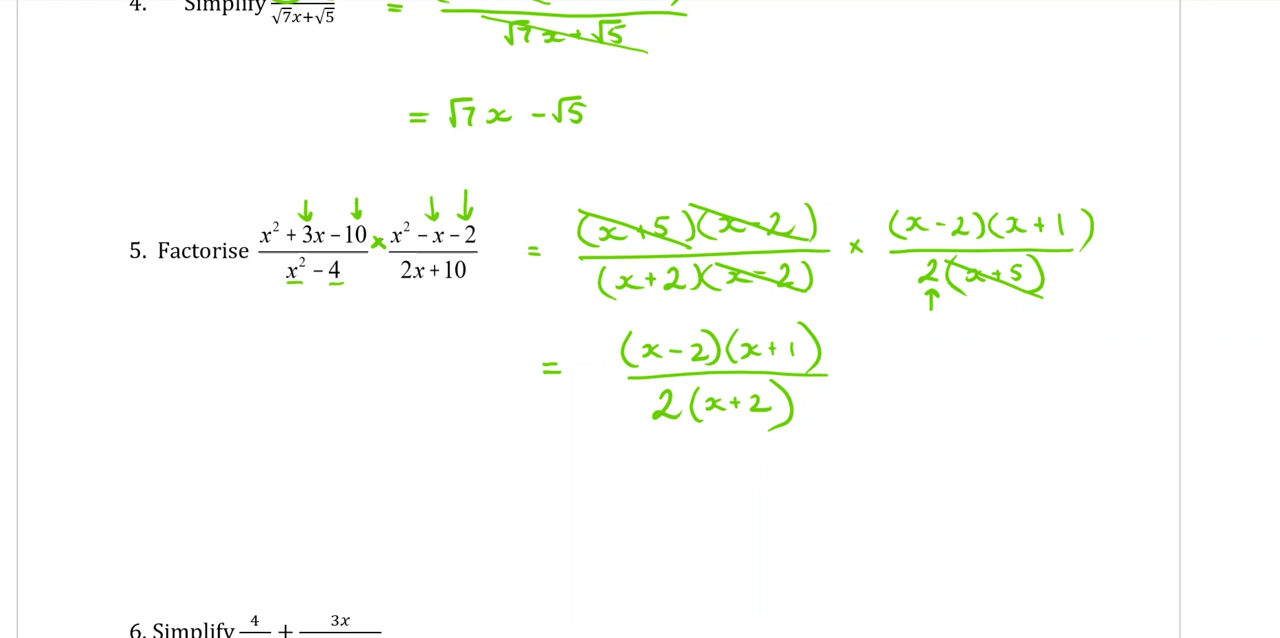 4. Simplify √7x+√5 =
√7x+√5
= √7x - √5
5. Factorise x² + 3x − 10 / x² − 4 × x² − x − 2 / 2x + 10 = (x+5)(x-2) / (x+2)(x-2) × (x-2)(x+1) / 2(x+5)
= (x-2)(x+1) / 2(x+2)
6. Simplify 4 + 3x